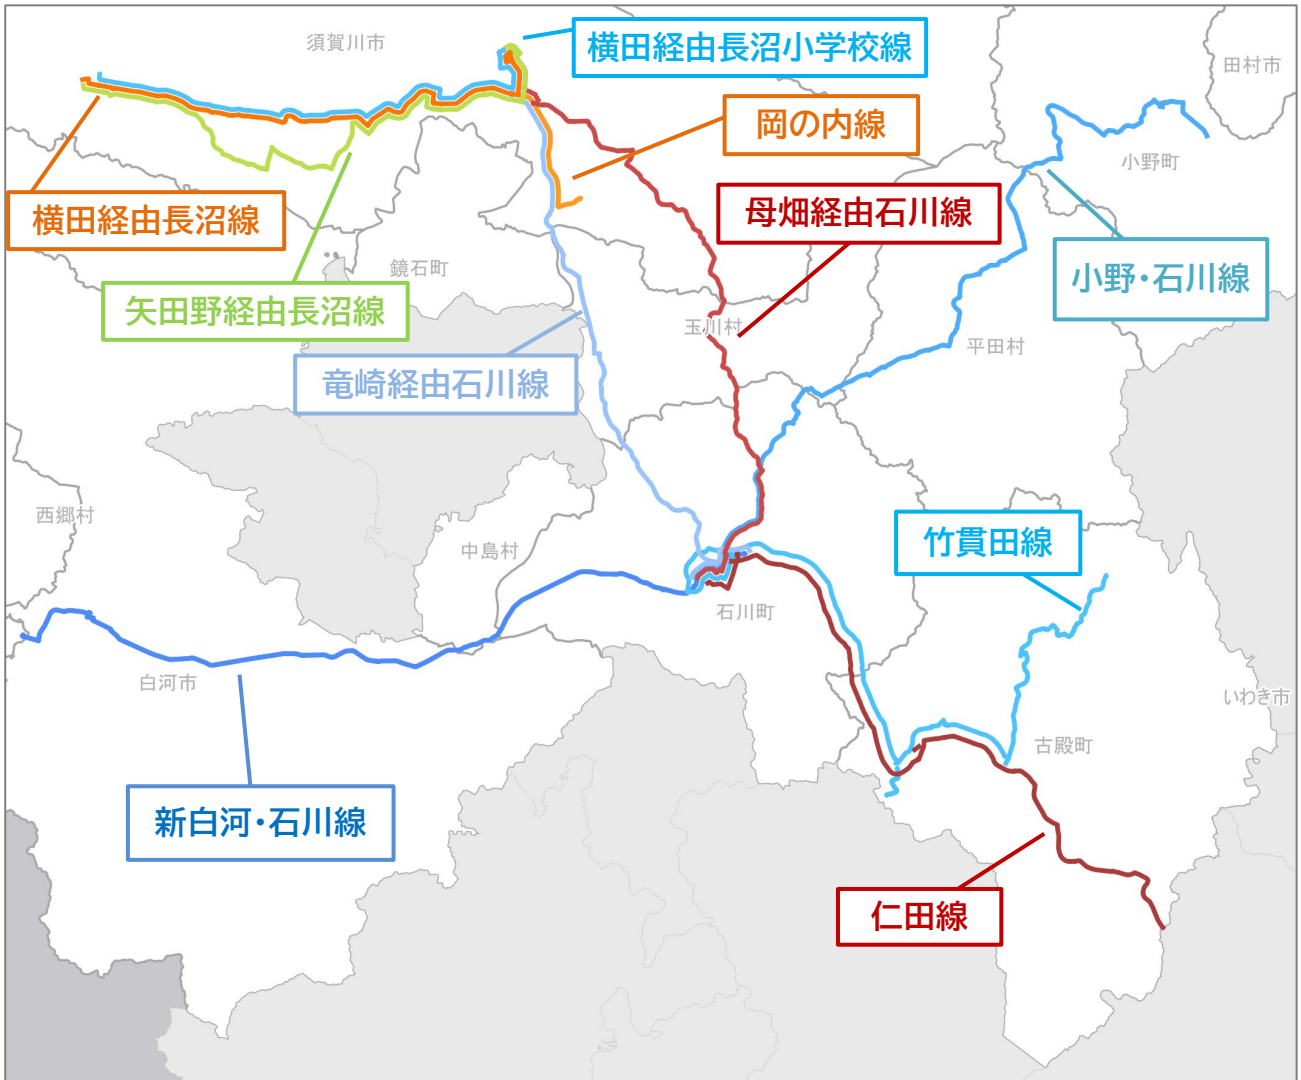 須賀川市
横田経由長沼小学校線
田村市
岡の内線
小野町
横田経由長沼線
母畑経由石川線
鏡石町
小野・石川線
矢田野経由長沼線
玉川村
平田村
竜崎経由石川線
西郷村
中島村
竹貫田線
石川町
白河市
いわき市
古殿町
新白河・石川線
仁田線